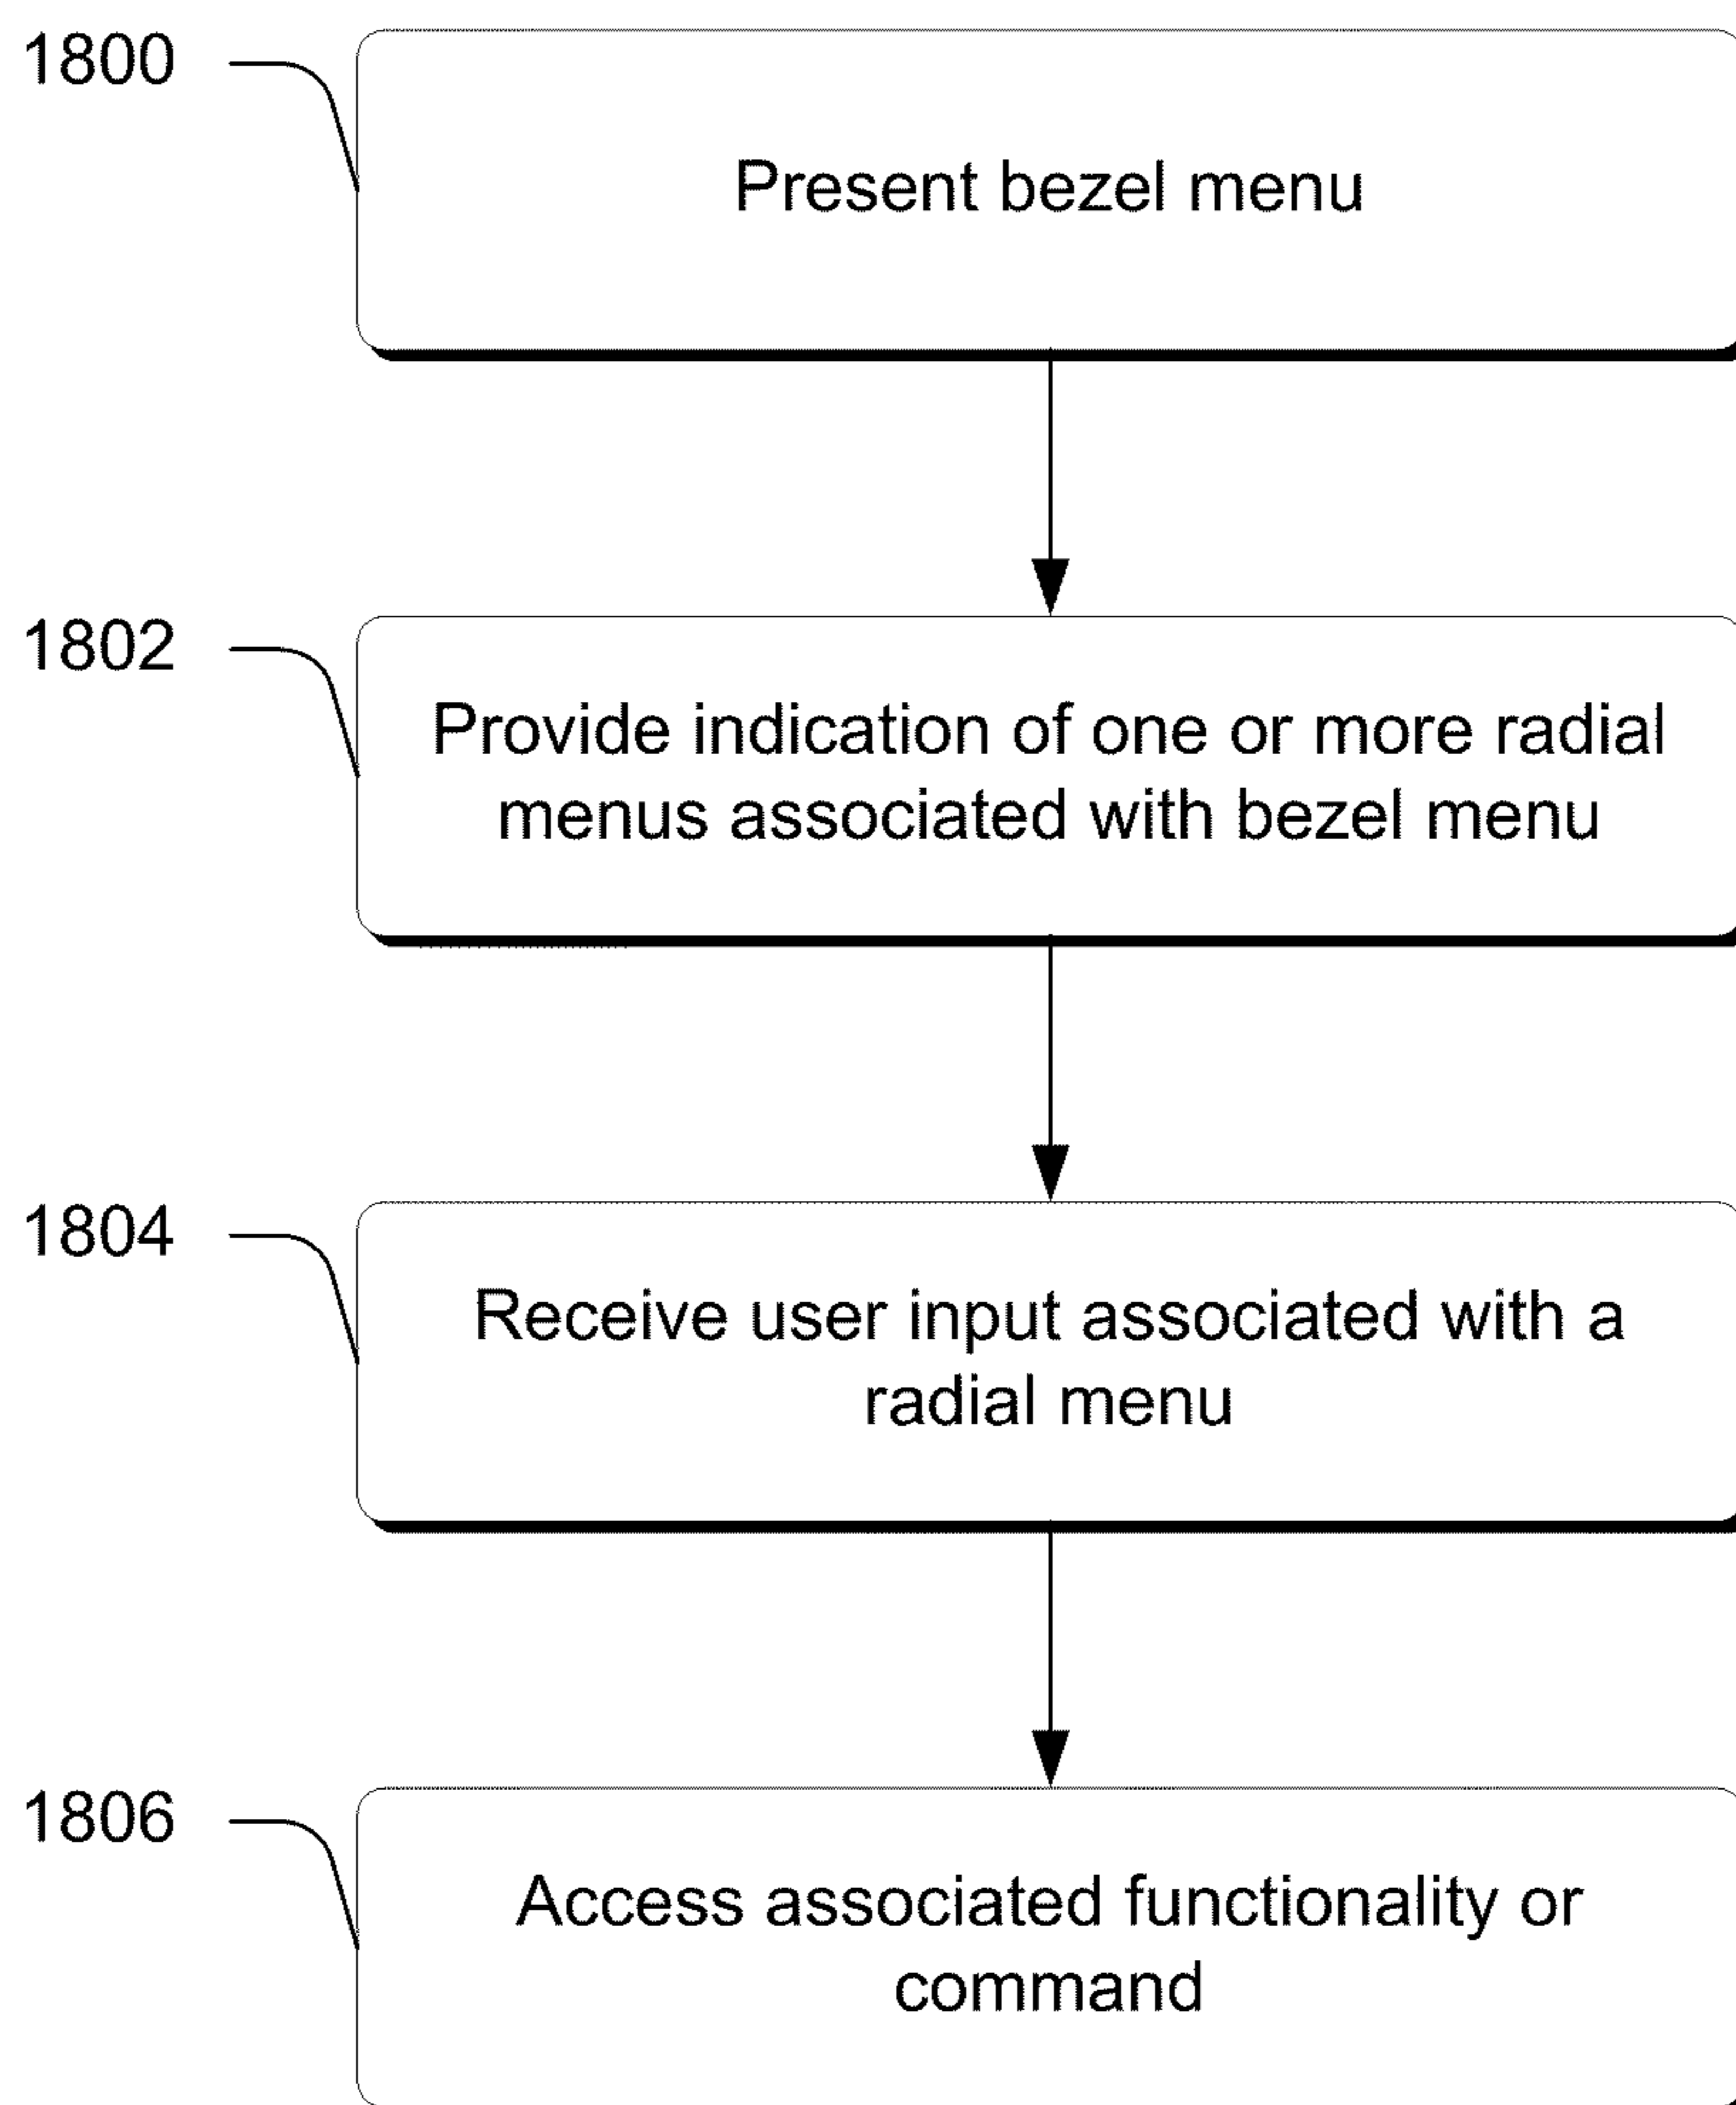 1800
Present bezel menu
1802
Provide indication of one or more radial
menus associated with bezel menu
1804
Receive user input associated with a
radial menu
1806
Access associated functionality or
command